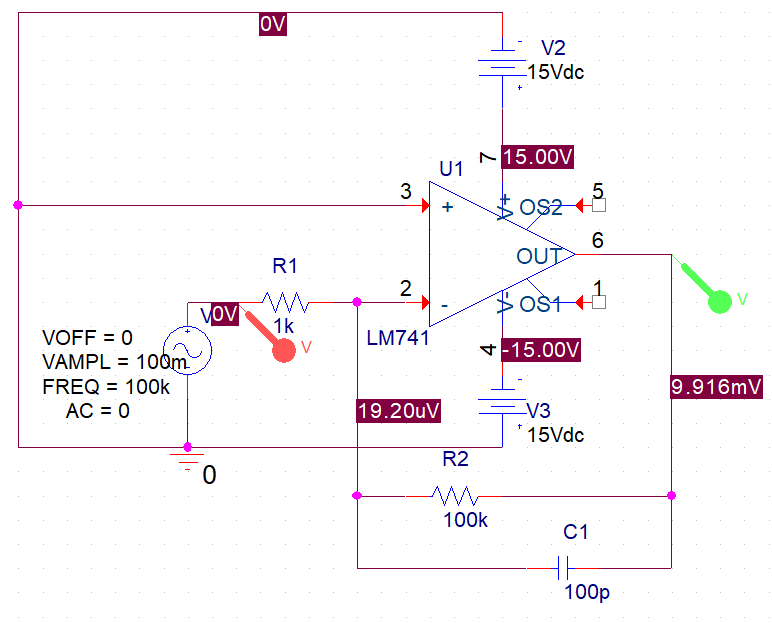 0V
V2
-
15Vdc
+
7
15.00V
U1
3
+
V+
OS2
5
6
OUT
R1
2
-
V-
OS1
1
V
V
0V
1k
LM741
V
VOFF = 0
VAMPL = 100m
FREQ = 100k
AC = 0
+
-
4
-15.00V
-
V3
+
15Vdc
9.916mV
19.20uV
0
R2
100k
C1
100p